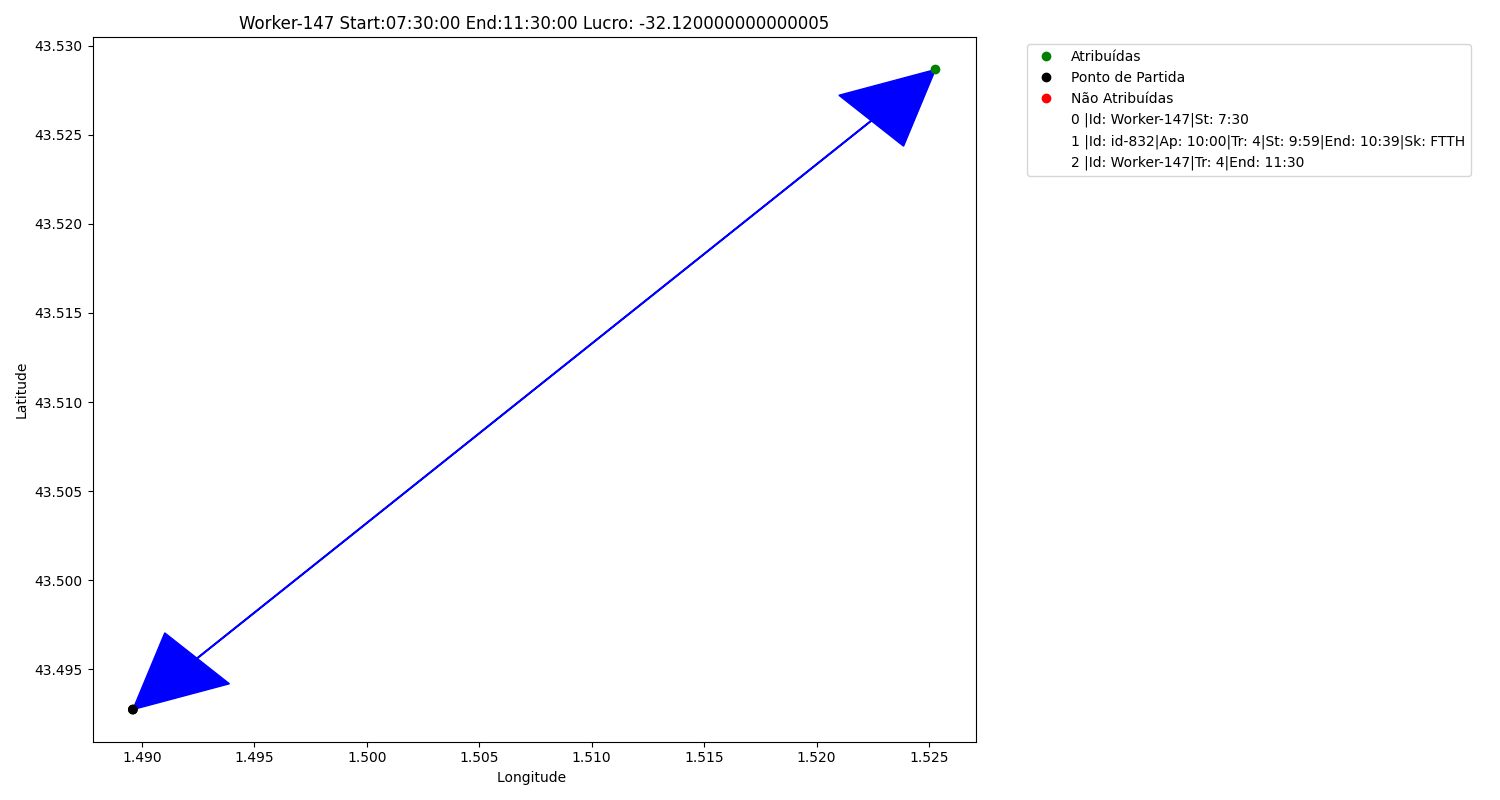 Worker-147 Start:07:30:00 End:11:30:00 Lucro: -32.120000000000005
43.530
43.525
43.520
43.515
43.510
43.505
43.500
43.495
Latitude
1.490 1.495 1.500 1.505 1.510 1.515 1.520 1.525
Longitude
Atribuídas
Ponto de Partida
Não Atribuídas
0 |Id: Worker-147|St: 7:30
1 |Id: id-832|Ap: 10:00|Tr: 4|St: 9:59|End: 10:39|Sk: FTTH
2 |Id: Worker-147|Tr: 4|End: 11:30